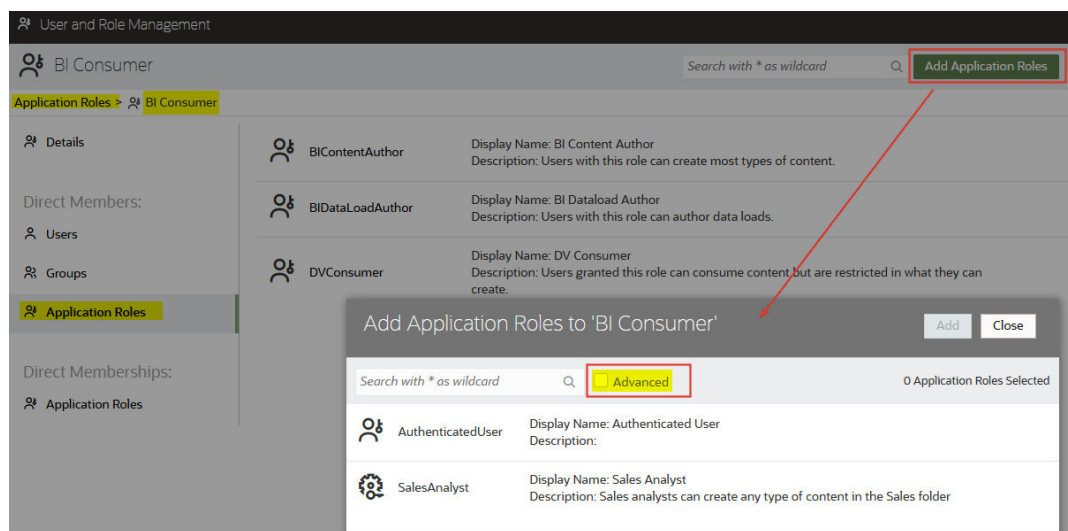 User and Role Management
BI Consumer
Search with * as wildcard
Add Application Roles
Application Roles > BI Consumer
Details
Direct Members:
Users
Groups
Application Roles
Direct Memberships:
Application Roles
BIContentAuthor
Display Name: BI Content Author
Description: Users with this role can create most types of content.
BIDataLoadAuthor
Display Name: BI Dataload Author
Description: Users with this role can author data loads.
DVConsumer
Display Name: DV Consumer
Description: Users granted this role can consume content but are restricted in what they can
create.
Add Application Roles to 'BI Consumer'
Add
Close
Search with * as wildcard
Advanced
0 Application Roles Selected
AuthenticatedUser
Display Name: Authenticated User
Description:
SalesAnalyst
Display Name: Sales Analyst
Description: Sales analysts can create any type of content in the Sales folder